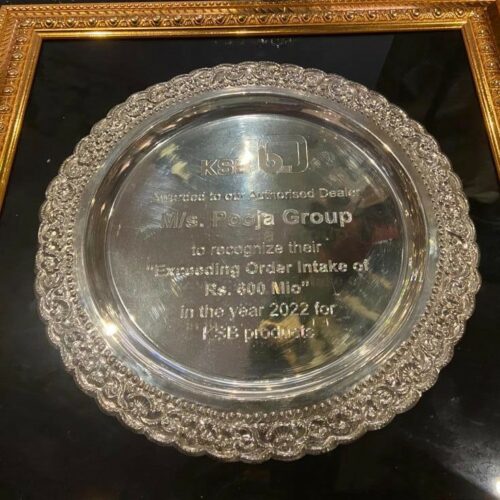 KSB
Awarded to our Authorised Dealer
M/s. Pooja Group
to recognize their
"Exceeding Order Intake of
Rs. 600 Mio"
in the year 2022 for
KSB products